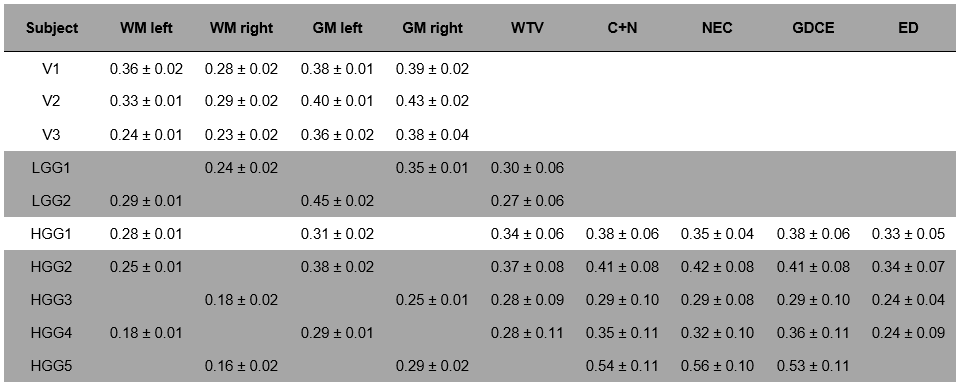 Subject WM left WM right GM left GM right WTV C+N NEC GDCE ED
V1 0.36 ± 0.02 0.28 ± 0.02 0.38 ± 0.01 0.39 ± 0.02
V2 0.33 ± 0.01 0.29 ± 0.02 0.40 ± 0.01 0.43 ± 0.02
V3 0.24 ± 0.01 0.23 ± 0.02 0.36 ± 0.02 0.38 ± 0.04
LGG1 0.24 ± 0.02 0.35 ± 0.01 0.30 ± 0.06
LGG2 0.29 ± 0.01 0.45 ± 0.02 0.27 ± 0.06
HGG1 0.28 ± 0.01 0.31 ± 0.02 0.34 ± 0.06 0.38 ± 0.06 0.35 ± 0.04 0.38 ± 0.06 0.33 ± 0.05
HGG2 0.25 ± 0.01 0.38 ± 0.02 0.37 ± 0.08 0.41 ± 0.08 0.42 ± 0.08 0.41 ± 0.08 0.34 ± 0.07
HGG3 0.18 ± 0.02 0.25 ± 0.01 0.28 ± 0.09 0.29 ± 0.10 0.29 ± 0.08 0.29 ± 0.10 0.24 ± 0.04
HGG4 0.18 ± 0.01 0.29 ± 0.01 0.28 ± 0.11 0.35 ± 0.11 0.32 ± 0.10 0.36 ± 0.11 0.24 ± 0.09
HGG5 0.16 ± 0.02 0.29 ± 0.02 0.54 ± 0.11 0.56 ± 0.10 0.53 ± 0.11